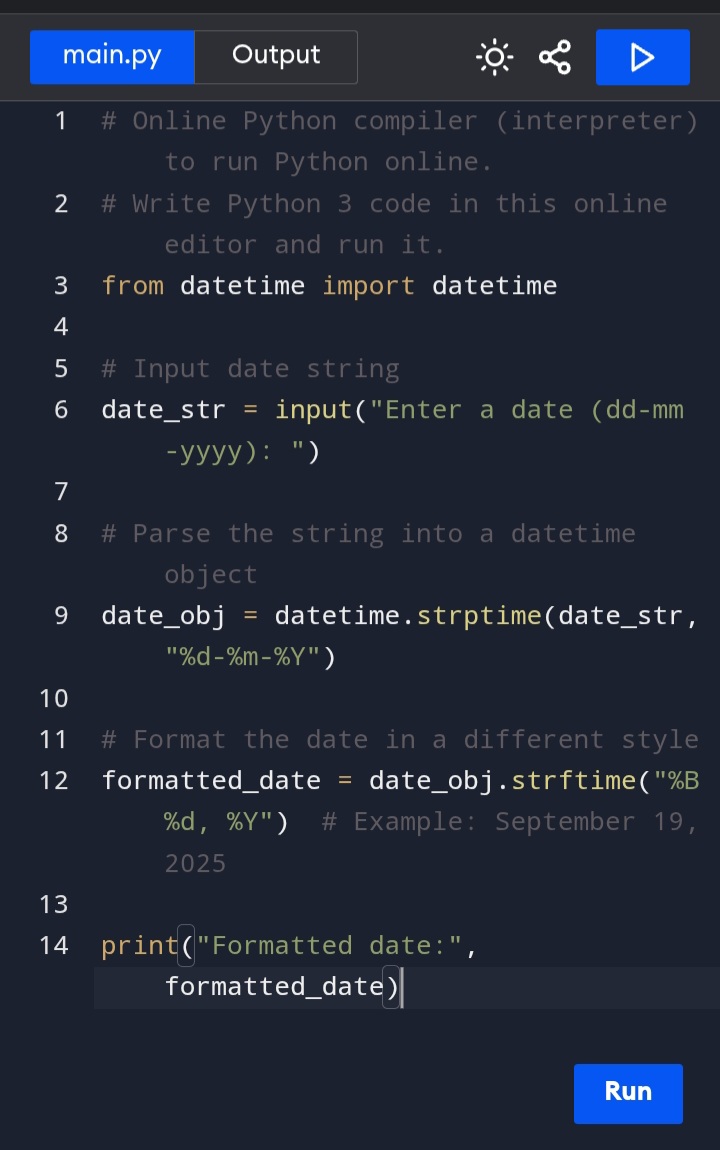 main.py Output
1 # Online Python compiler (interpreter)
to run Python online.
2 # Write Python 3 code in this online
editor and run it.
3 from datetime import datetime
4
5 # Input date string
6 date_str = input("Enter a date (dd-mm
-yyyy): ")
7
8 # Parse the string into a datetime
object
9 date_obj = datetime.strptime(date_str,
"%d-%m-%Y")
10
11 # Format the date in a different style
12 formatted_date = date_obj.strftime("%B
%d, %Y")  # Example: September 19,
2025
13
14 print("Formatted date:",
formatted_date)
Run